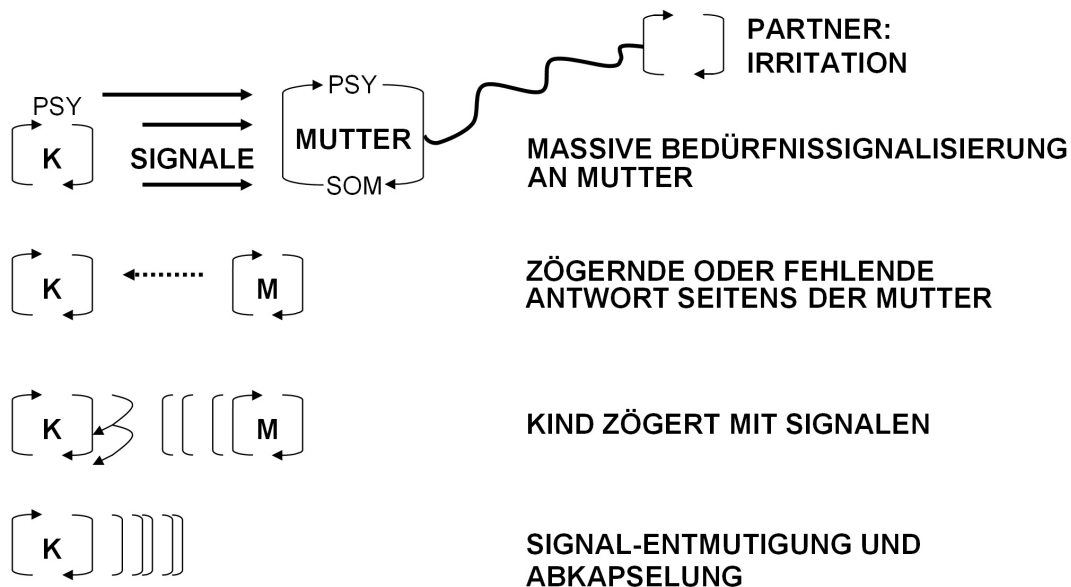 PARTNER:
IRRITATION
PSY
PSY
K
SIGNALE
MUTTER
SOM
MASSIVE BEDÜRFNISSIGNALISIERUNG
AN MUTTER
K
M
ZÖGERNDE ODER FEHLENDE
ANTWORT SEITENS DER MUTTER
K
M
KIND ZÖGERT MIT SIGNALEN
K
SIGNAL-ENTMUTIGUNG UND
ABKAPSELUNG